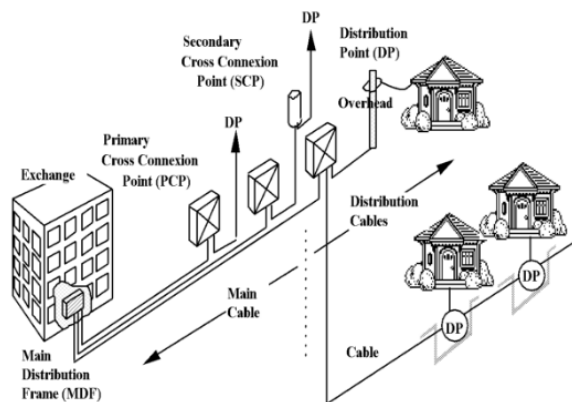 DP
Secondary
Cross Connexion
Point (SCP)
Distribution
Point (DP)
Overhead
DP
Primary
Cross Connexion
Point (PCP)
Exchange
Distribution
Cables
Main
Cable
DP
DP
Cable
Main
Distribution
Frame (MDF)